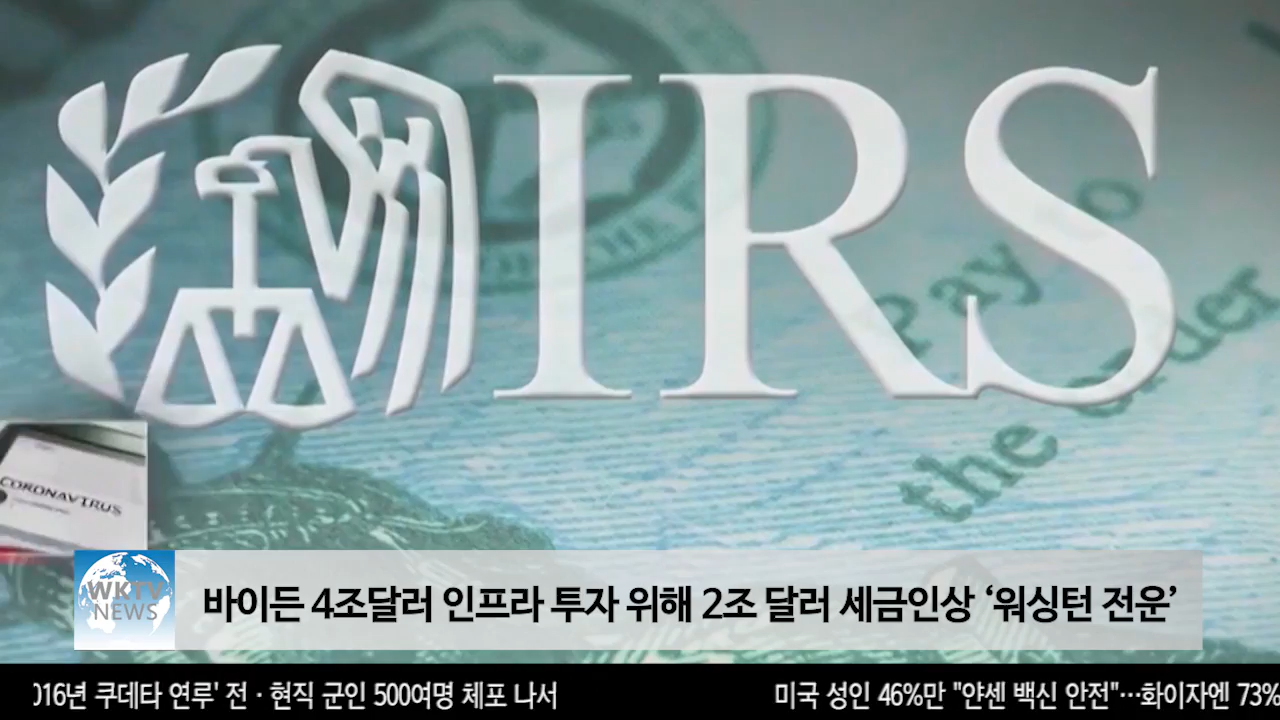 IRS
Pay to
the order
CORONAVIRUS
WKTV
NEWS
바이든 4조달러 인프라 투자 위해 2조 달러 세금인상 ‘워싱턴 전운’
016년 쿠데타 연루' 전·현직 군인 500여명 체포 나서
미국 성인 46%만 "얀센 백신 안전"…화이자엔 73%